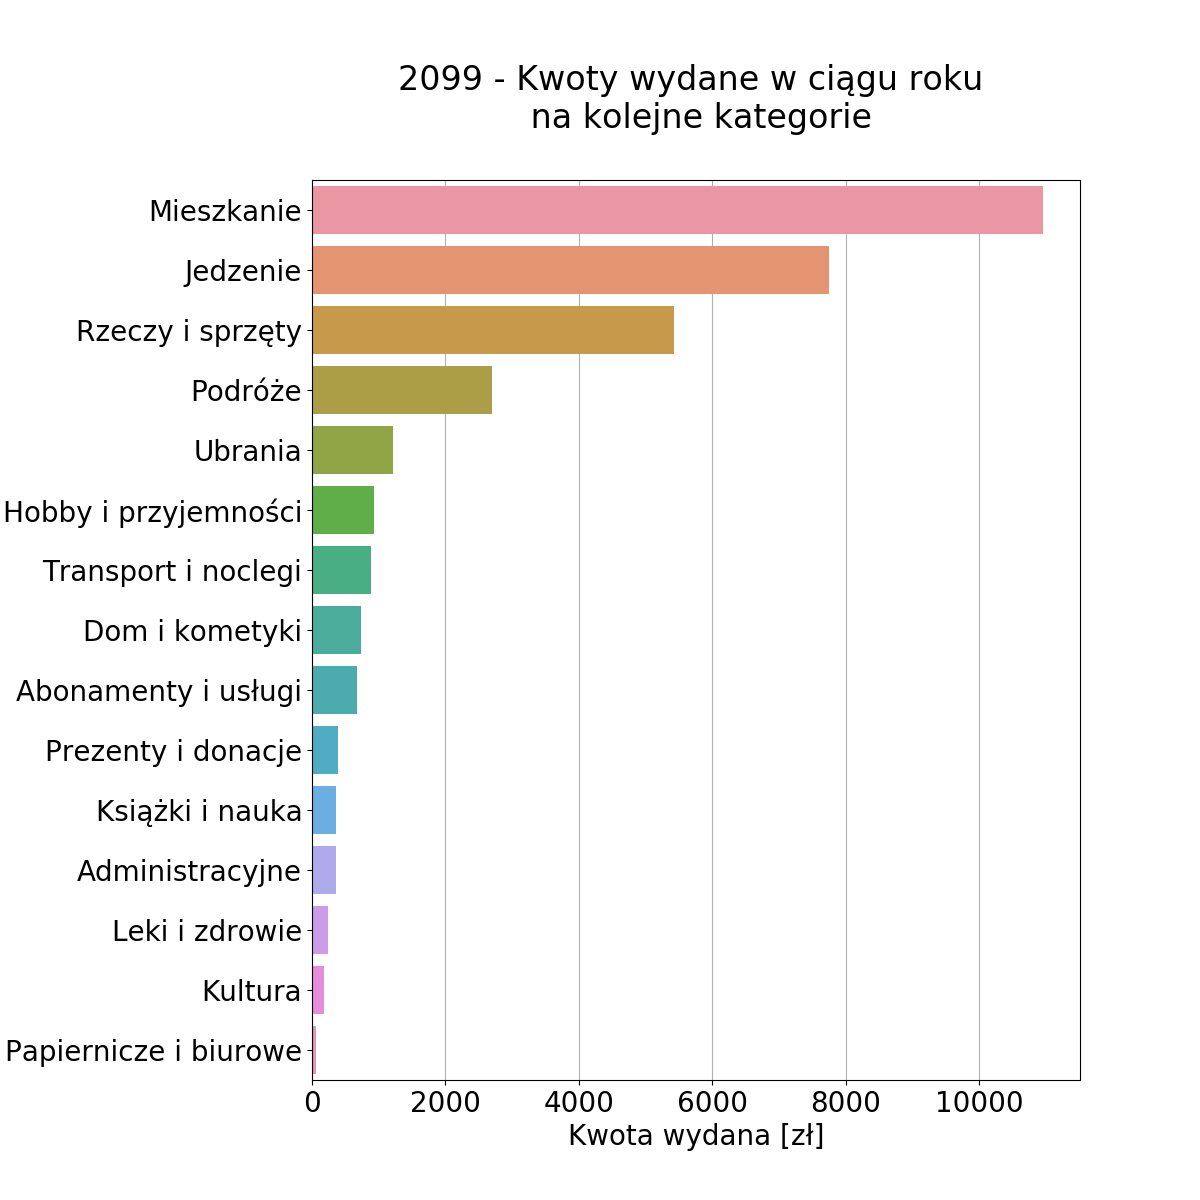 2099 - Kwoty wydane w ciągu roku
na kolejne kategorie
Mieszkanie
Jedzenie
Rzeczy i sprzęty
Podróże
Ubrania
Hobby i przyjemności
Transport i noclegi
Dom i kometyki
Abonamenty i usługi
Prezenty i donacje
Książki i nauka
Administracyjne
Leki i zdrowie
Kultura
Papiernicze i biurowe
0 2000 4000 6000 8000 10000
Kwota wydana [zł]